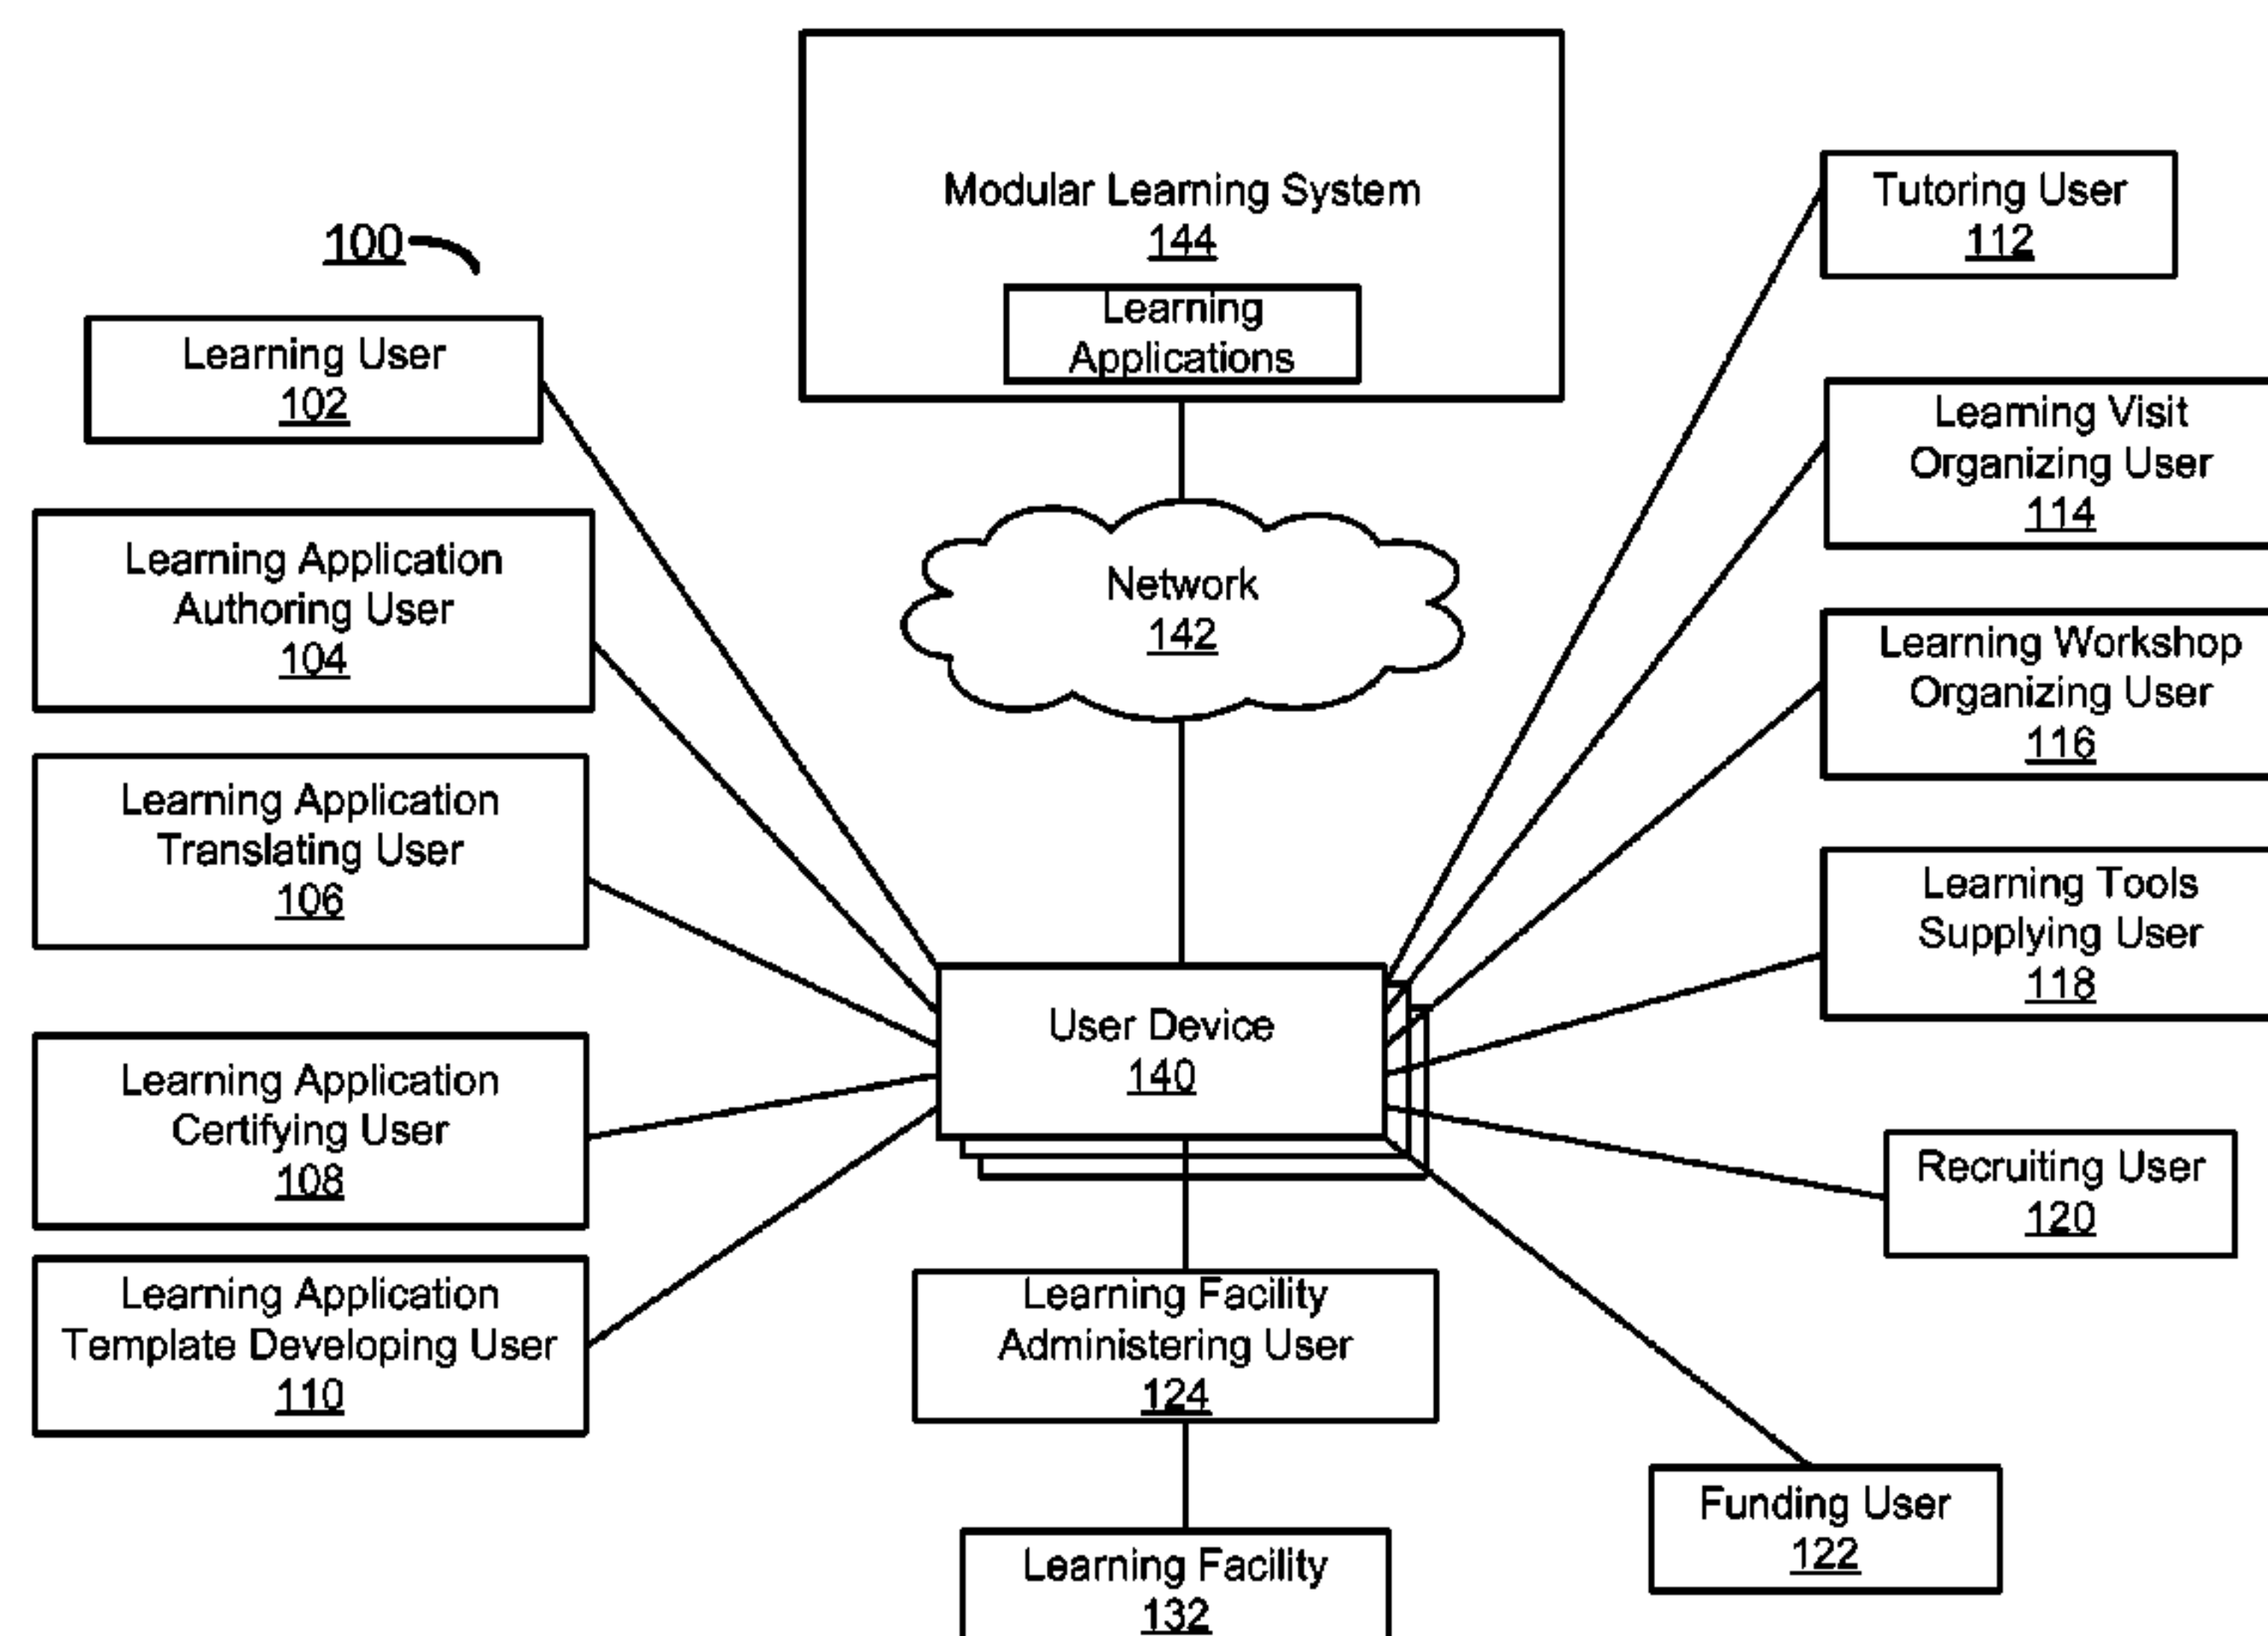 100
Modular Learning System
144
Learning
Applications
Learning User
102
Learning Application
Authoring User
104
Learning Application
Translating User
106
Learning Application
Certifying User
108
Learning Application
Template Developing User
110
Network
142
User Device
140
Learning Facility
Administering User
124
Learning Facility
132
Tutoring User
112
Learning Visit
Organizing User
114
Learning Workshop
Organizing User
116
Learning Tools
Supplying User
118
Recruiting User
120
Funding User
122